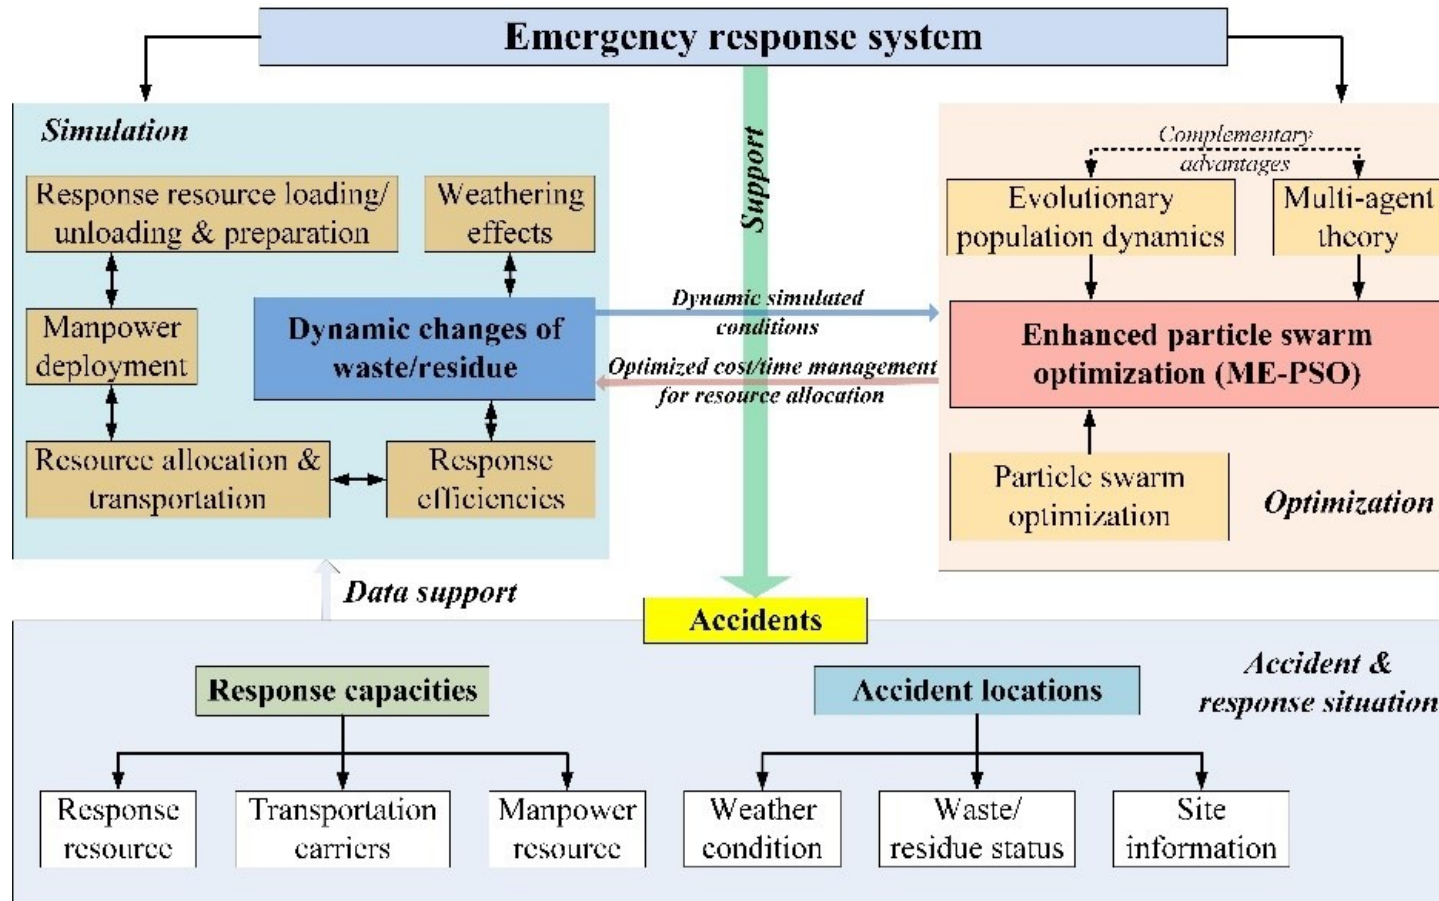 Emergency response system
Simulation
Response resource loading/
unloading & preparation
Weathering
effects
Manpower
deployment
Dynamic changes of
waste/residue
Resource allocation &
transportation
Response
efficiencies
Support
Dynamic simulated
conditions
Optimized cost/time management
for resource allocation
Complementary
advantages
Evolutionary
population dynamics
Multi-agent
theory
Enhanced particle swarm
optimization (ME-PSO)
Particle swarm
optimization
Optimization
Data support
Accidents
Accident &
response situation
Response capacities
Accident locations
Response
resource
Transportation
carriers
Manpower
resource
Weather
condition
Waste/
residue status
Site
information